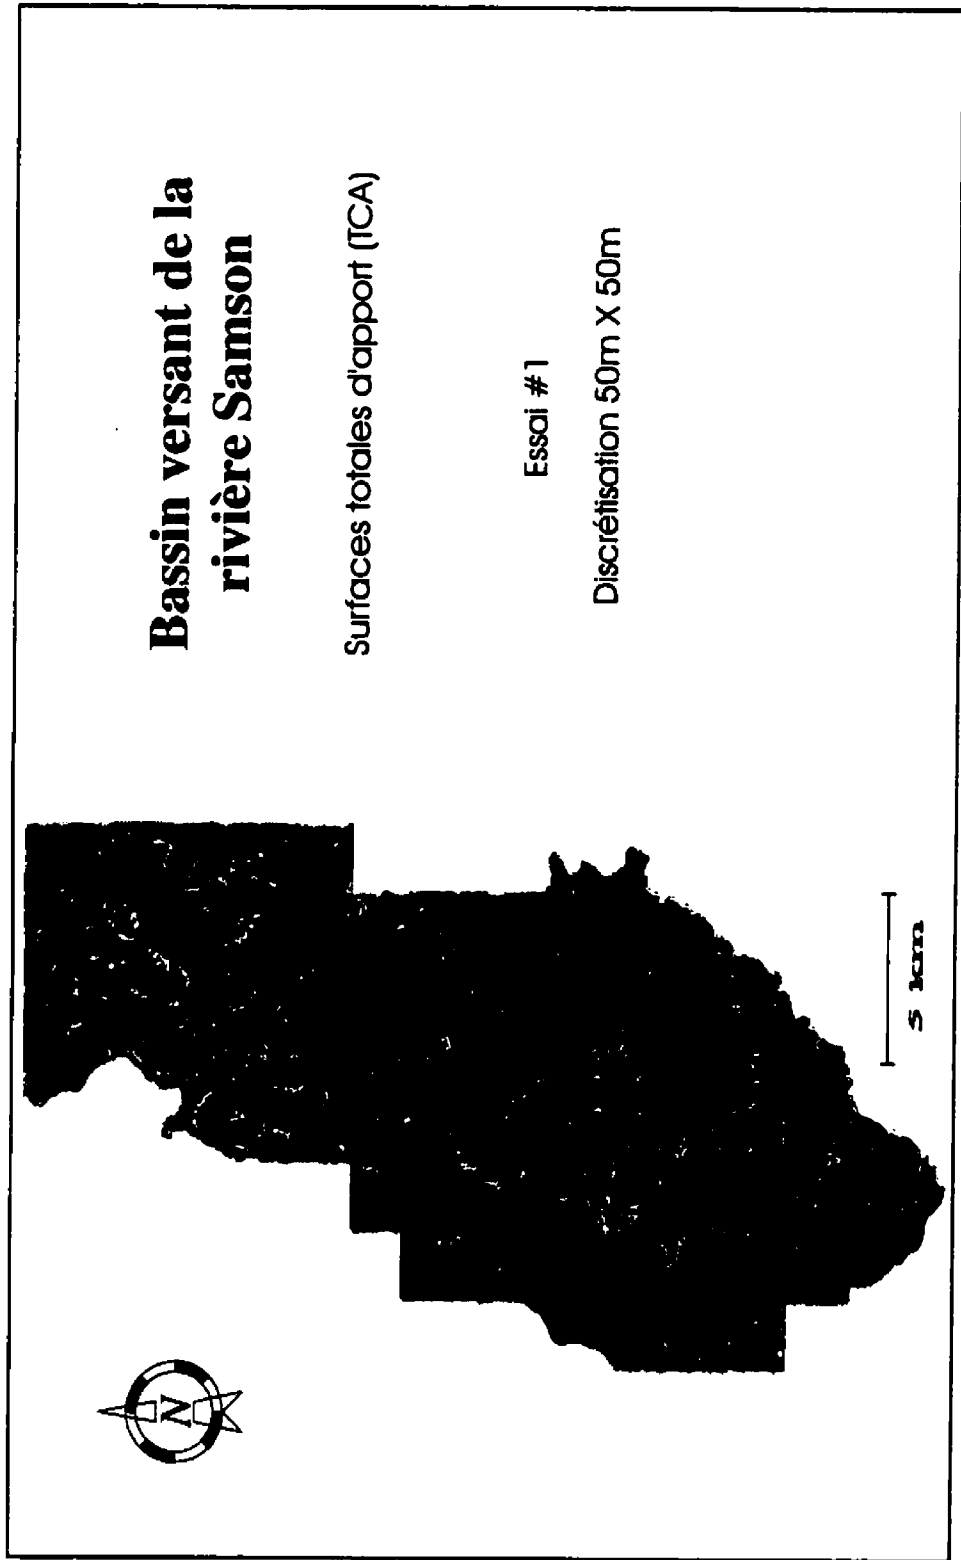 Bassin versant de la
rivière Samson
Surfaces totales d'apport (TCA)
Essai #1
Discrétisation 50m X 50m
5 km
N